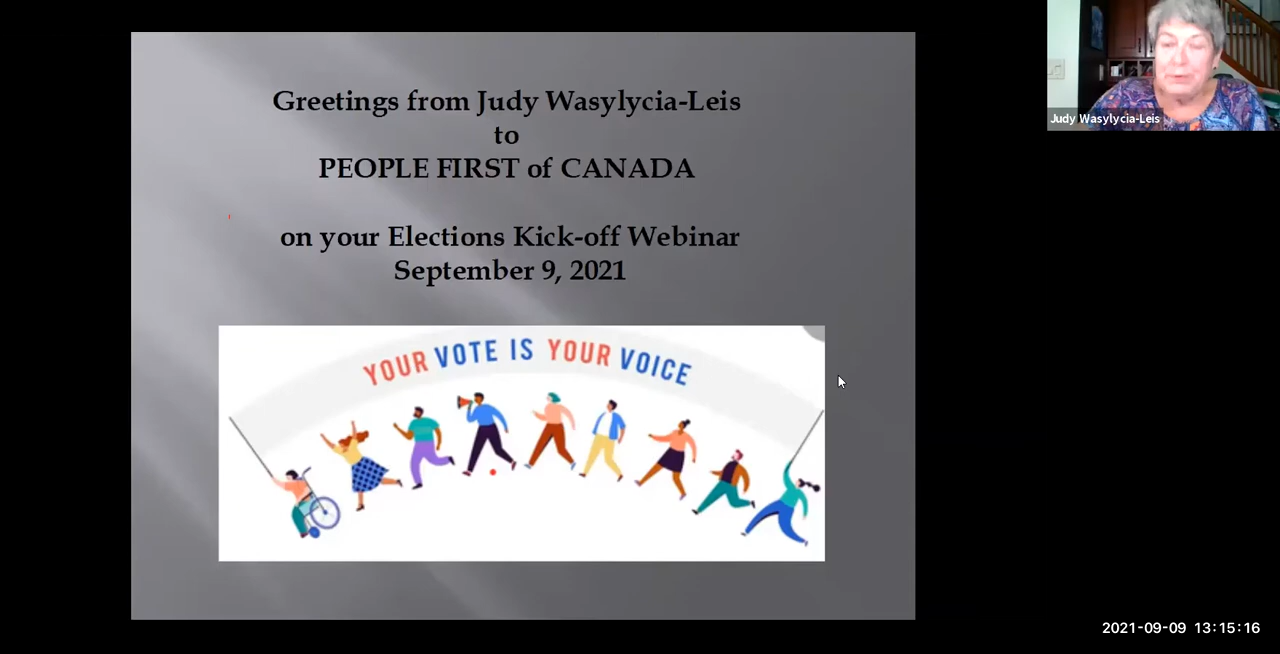 Greetings from Judy Wasylycia-Leis
to
PEOPLE FIRST of CANADA
on your Elections Kick-off Webinar
September 9, 2021
YOUR VOTE IS YOUR VOICE
Judy Wasylycia-Leis
2021-09-09 13:15:16